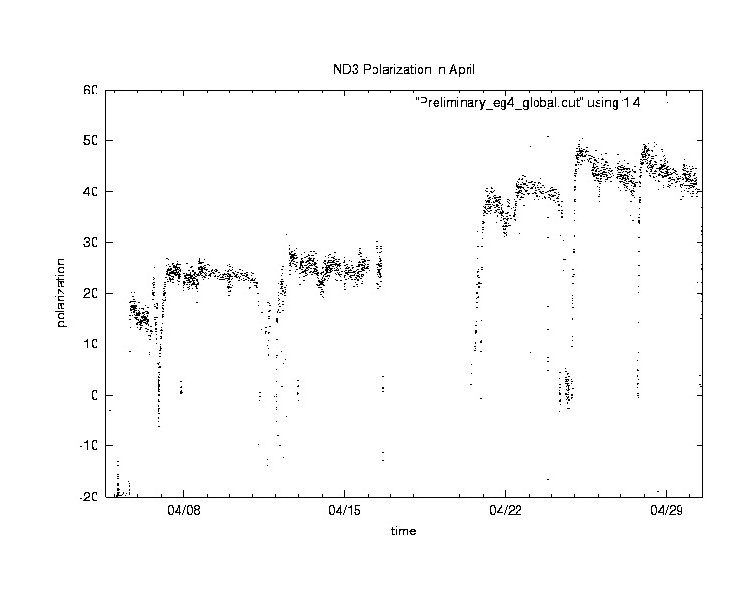 ND3 Polarization in April
"Preliminary_eg4_global.out" using 1:4
60
50
40
30
20
10
0
-10
-20
polarization
04/08 04/15 04/22 04/29
time